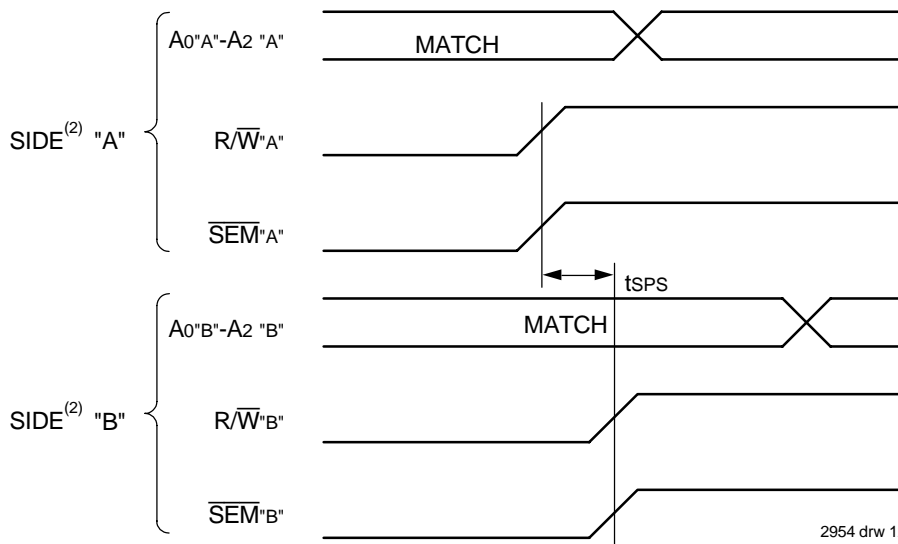 A0"A"-A2 "A"
MATCH
SIDE(2) "A"
R/W"A"
SEM"A"
tSPS
A0"B"-A2 "B"
MATCH
SIDE(2) "B"
R/W"B"
SEM"B"
2954 drw 1